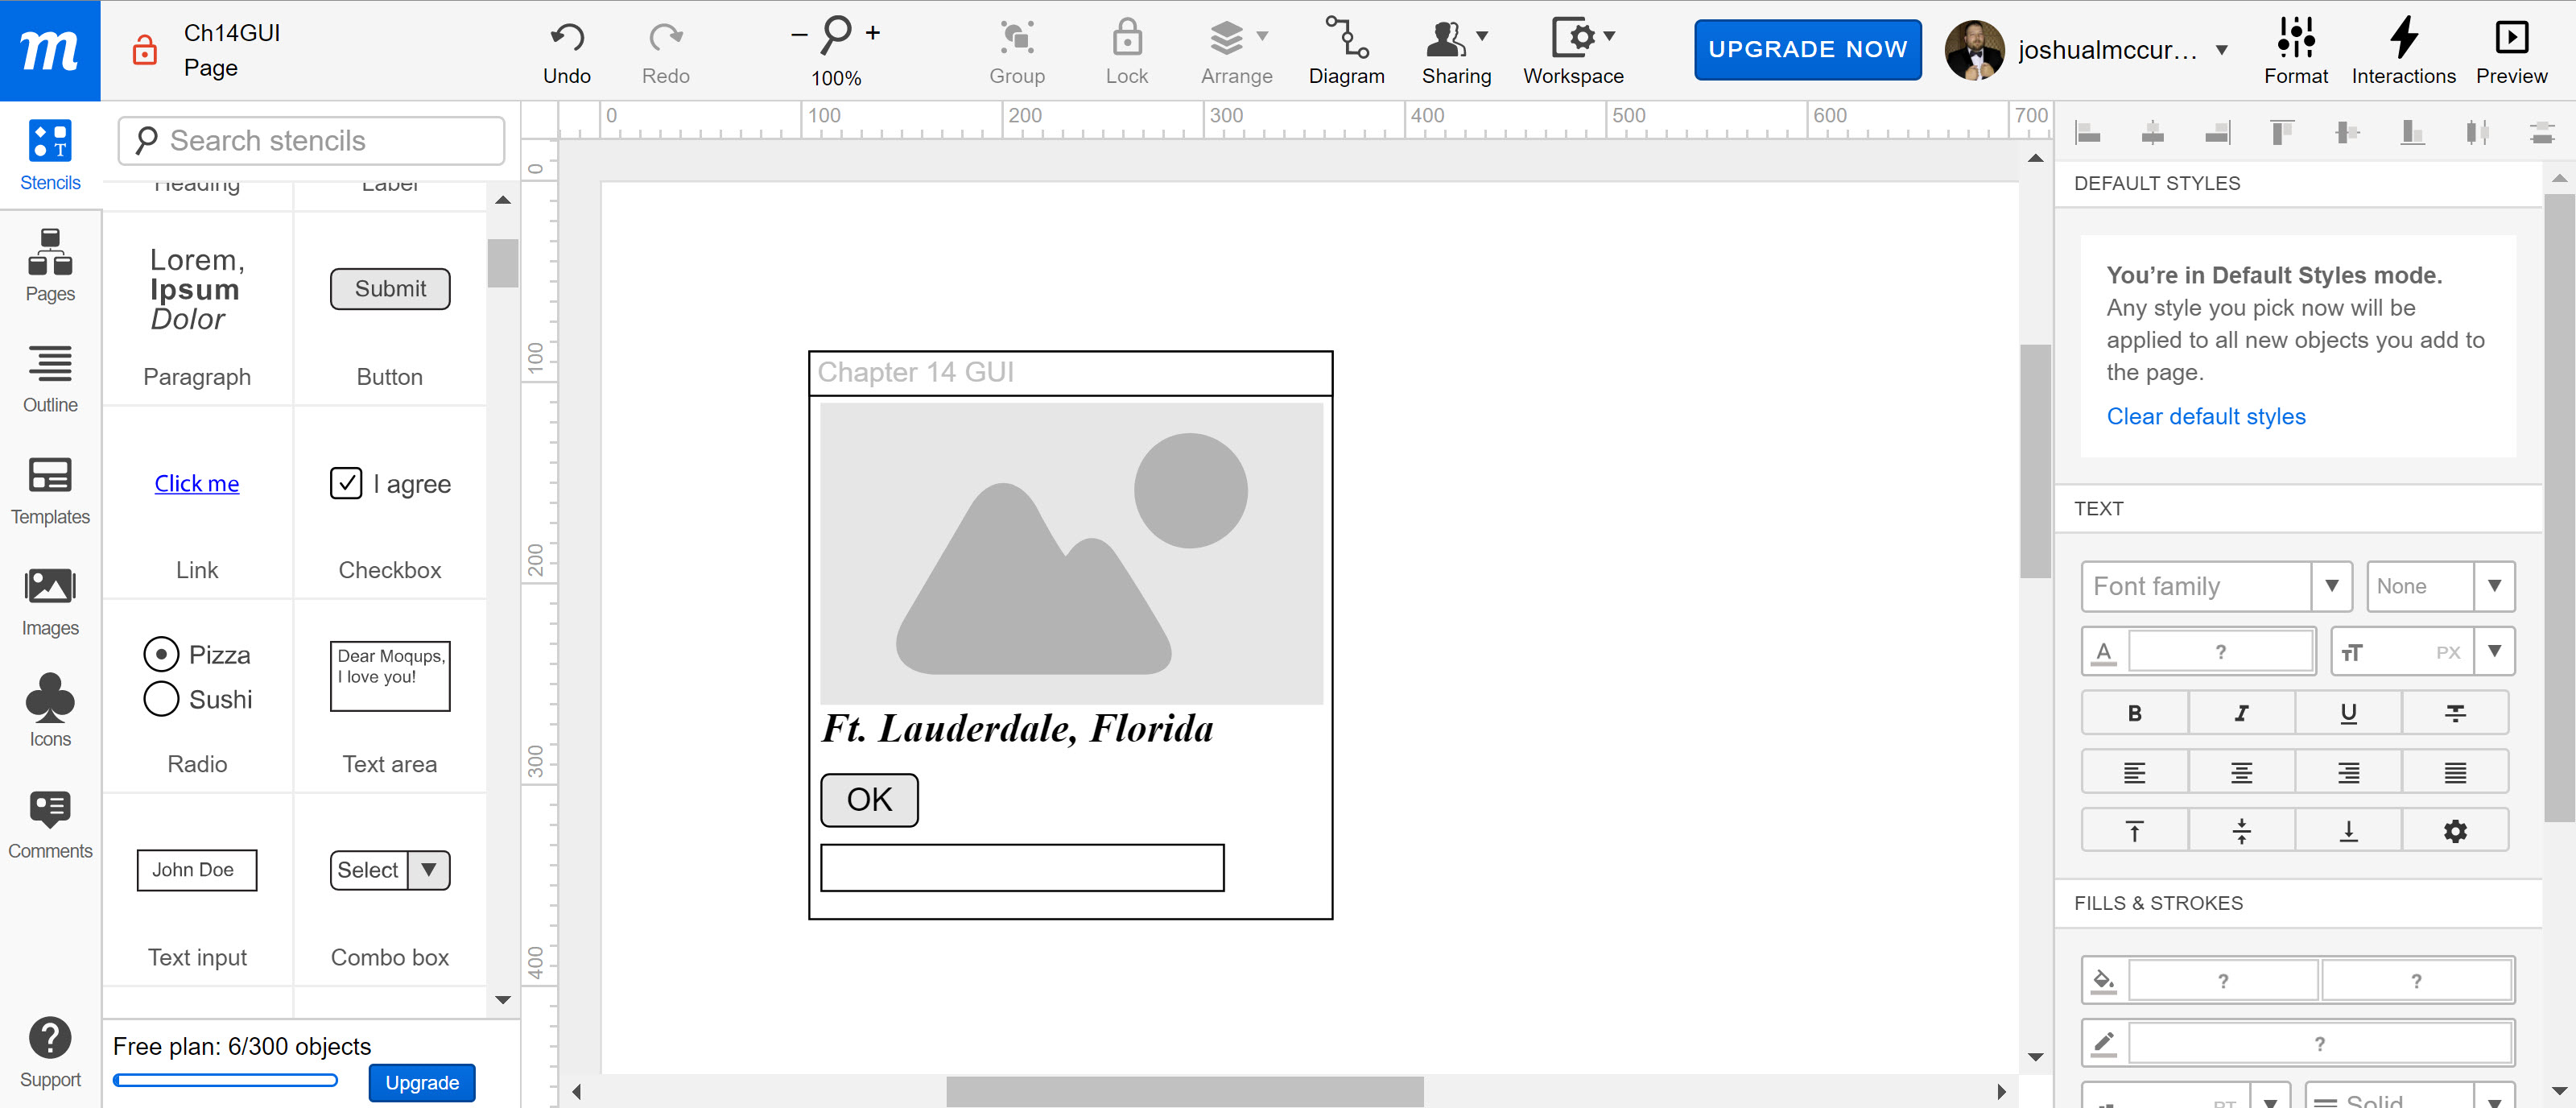 m
Ch14GUI
Page
Undo
Redo
100%
Group
Lock
Arrange
Diagram
Sharing
Workspace
UPGRADE NOW
joshualmccur...
Format
Interactions
Preview
Stencils
Pages
Outline
Templates
Images
Icons
Comments
Support
Search stencils
Heading
Label
Lorem,
Ipsum
Dolor
Paragraph
Submit
Button
Click me
Link
I agree
Checkbox
Pizza
Sushi
Radio
Dear Moqups,
I love you!
Text area
John Doe
Text input
Select
Combo box
Free plan: 6/300 objects
Upgrade
0 100 200 300 400 500 600 700
0
100
200
300
400
Chapter 14 GUI
Ft. Lauderdale, Florida
OK
DEFAULT STYLES
You’re in Default Styles mode.
Any style you pick now will be
applied to all new objects you add to
the page.
Clear default styles
TEXT
Font family
None
A ?
TT PX
B I U
FILLS & STROKES
? ?
?
PT
Solid